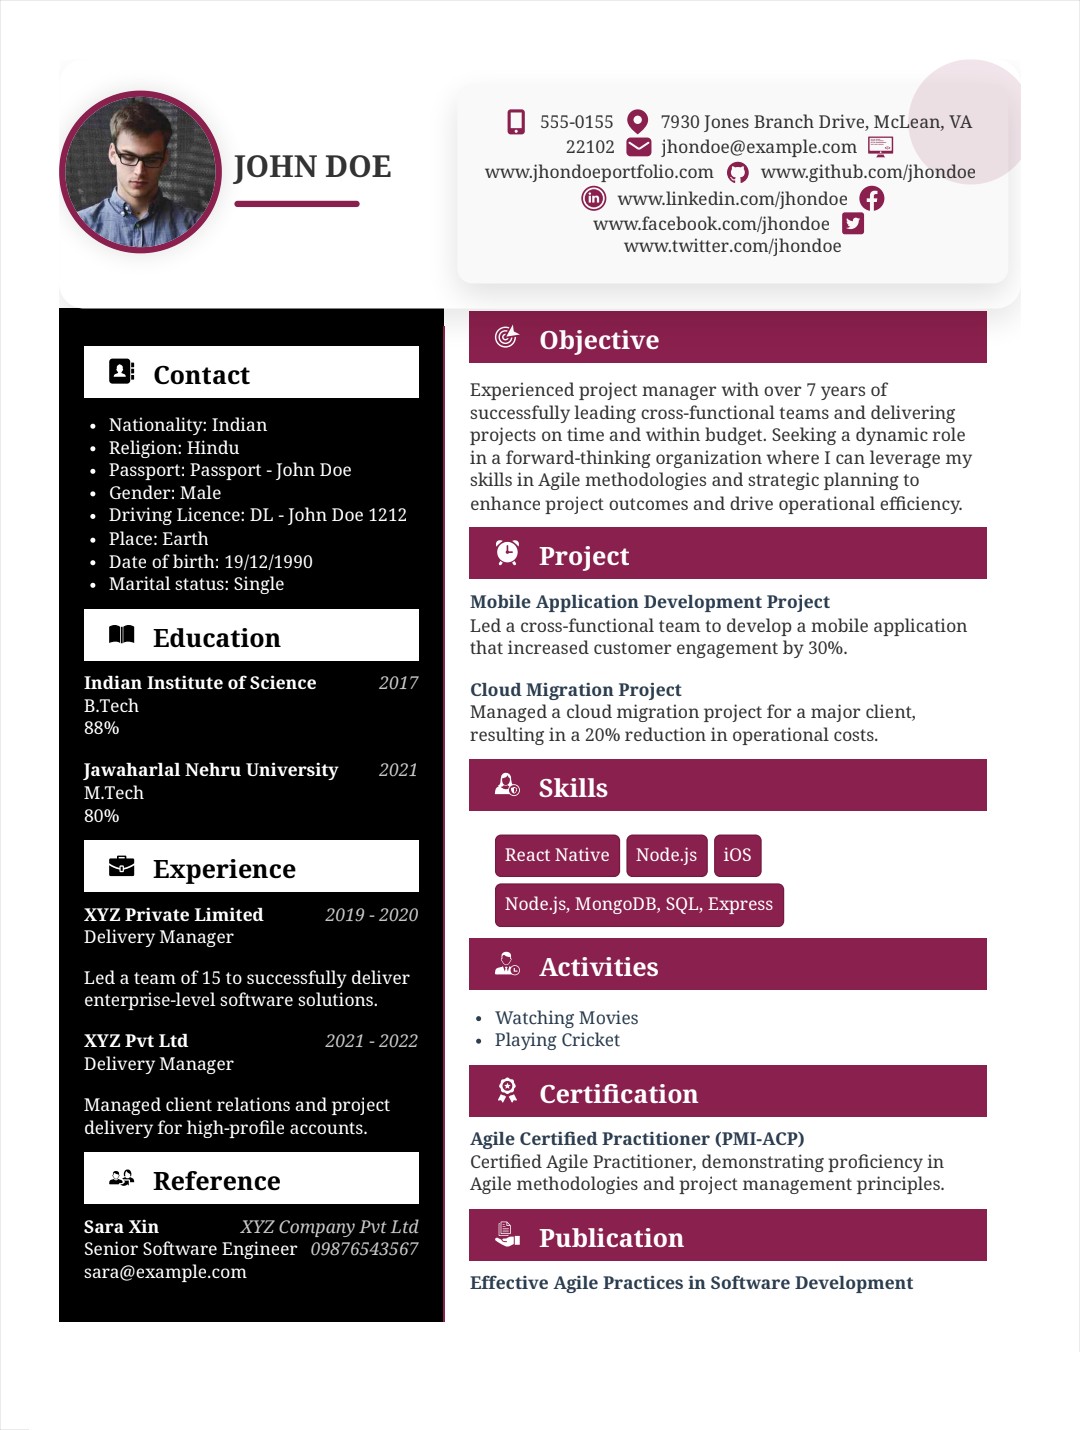 JOHN DOE
555-0155 7930 Jones Branch Drive, McLean, VA
22102 jhondoe@example.com
www.jhondoeportfolio.com www.github.com/jhondoe
www.linkedin.com/jhondoe
www.facebook.com/jhondoe
www.twitter.com/jhondoe
Contact
• Nationality: Indian
• Religion: Hindu
• Passport: Passport - John Doe
• Gender: Male
• Driving Licence: DL - John Doe 1212
• Place: Earth
• Date of birth: 19/12/1990
• Marital status: Single
Education
Indian Institute of Science 2017
B.Tech
88%
Jawaharlal Nehru University 2021
M.Tech
80%
Experience
XYZ Private Limited 2019 - 2020
Delivery Manager
Led a team of 15 to successfully deliver
enterprise-level software solutions.
XYZ Pvt Ltd 2021 - 2022
Delivery Manager
Managed client relations and project
delivery for high-profile accounts.
Reference
Sara Xin XYZ Company Pvt Ltd
Senior Software Engineer 09876543567
sara@example.com
Objective
Experienced project manager with over 7 years of
successfully leading cross-functional teams and delivering
projects on time and within budget. Seeking a dynamic role
in a forward-thinking organization where I can leverage my
skills in Agile methodologies and strategic planning to
enhance project outcomes and drive operational efficiency.
Project
Mobile Application Development Project
Led a cross-functional team to develop a mobile application
that increased customer engagement by 30%.
Cloud Migration Project
Managed a cloud migration project for a major client,
resulting in a 20% reduction in operational costs.
Skills
React Native Node.js iOS
Node.js, MongoDB, SQL, Express
Activities
• Watching Movies
• Playing Cricket
Certification
Agile Certified Practitioner (PMI-ACP)
Certified Agile Practitioner, demonstrating proficiency in
Agile methodologies and project management principles.
Publication
Effective Agile Practices in Software Development